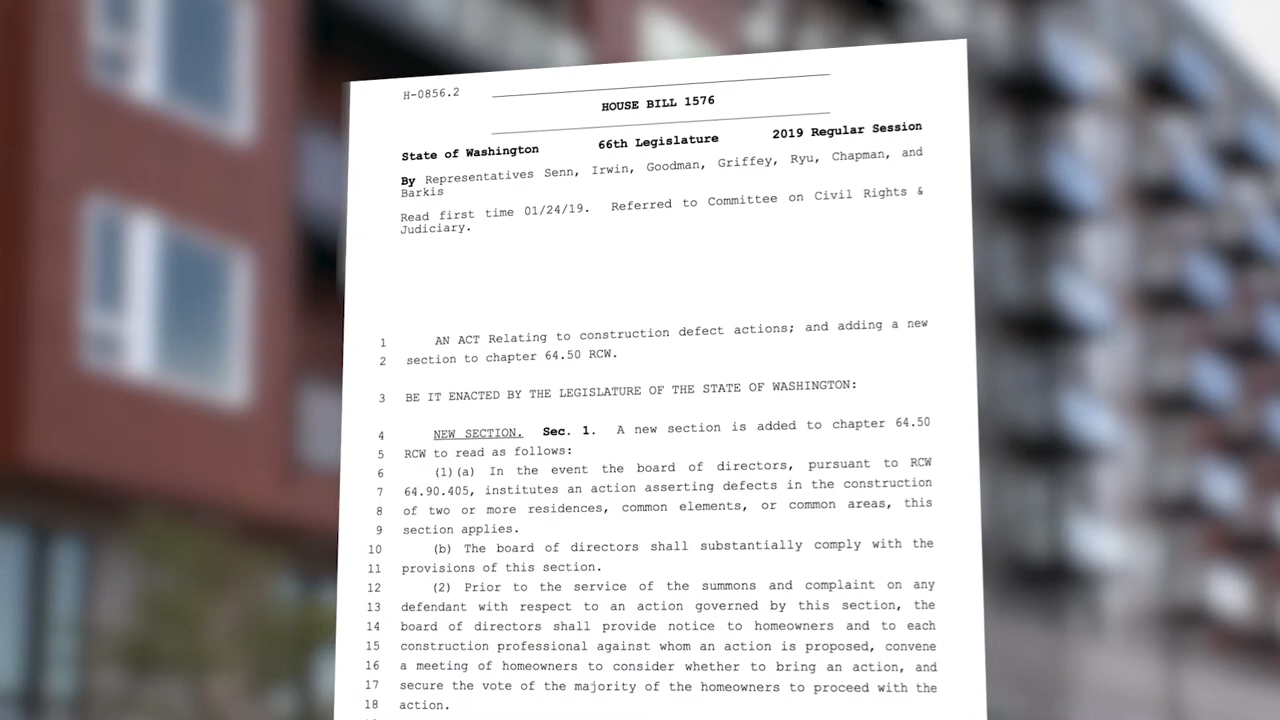 H-0856.2
HOUSE BILL 1576
State of Washington 66th Legislature 2019 Regular Session
By Representatives Senn, Irwin, Goodman, Griffey, Ryu, Chapman, and
Barkis
Read first time 01/24/19. Referred to Committee on Civil Rights &
Judiciary.
1 AN ACT Relating to construction defect actions; and adding a new
2 section to chapter 64.50 RCW.
3 BE IT ENACTED BY THE LEGISLATURE OF THE STATE OF WASHINGTON:
4 NEW SECTION. Sec. 1. A new section is added to chapter 64.50
5 RCW to read as follows:
6 (1)(a) In the event the board of directors, pursuant to RCW
7 64.90.405, institutes an action asserting defects in the construction
8 of two or more residences, common elements, or common areas, this
9 section applies.
10 (b) The board of directors shall substantially comply with the
11 provisions of this section.
12 (2) Prior to the service of the summons and complaint on any
13 defendant with respect to an action governed by this section, the
14 board of directors shall provide notice to homeowners and to each
15 construction professional against whom an action is proposed, convene
16 a meeting of homeowners to consider whether to bring an action, and
17 secure the vote of the majority of the homeowners to proceed with the
18 action.